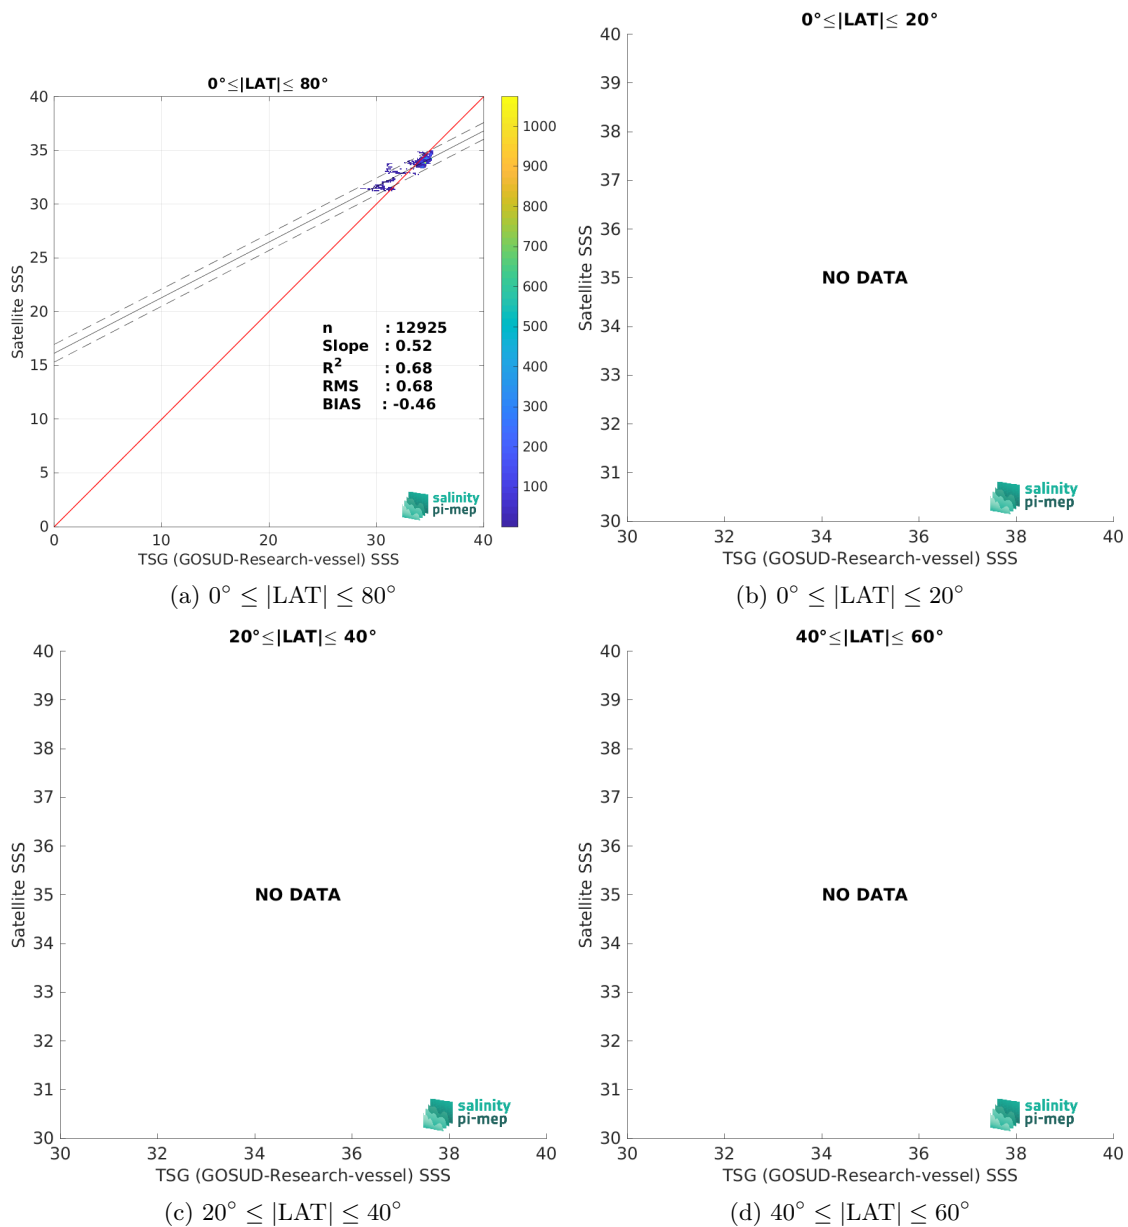 0°≤|LAT|≤ 80°
40
35
30
25
20
15
10
5
0
Satellite SSS
0
10
20
30
40
TSG (GOSUD-Research-vessel) SSS
n : 12925
Slope : 0.52
R² : 0.68
RMS : 0.68
BIAS : -0.46
salinity
pi-mep
1000
900
800
700
600
500
400
300
200
100
(a) 0° ≤ |LAT| ≤ 80°
0°≤|LAT|≤ 20°
40
39
38
37
36
35
34
33
32
31
30
Satellite SSS
NO DATA
salinity
pi-mep
30
32
34
36
38
40
TSG (GOSUD-Research-vessel) SSS
(b) 0° ≤ |LAT| ≤ 20°
20°≤|LAT|≤ 40°
40
39
38
37
36
35
34
33
32
31
30
Satellite SSS
NO DATA
salinity
pi-mep
30
32
34
36
38
40
TSG (GOSUD-Research-vessel) SSS
(c) 20° ≤ |LAT| ≤ 40°
40°≤|LAT|≤ 60°
40
39
38
37
36
35
34
33
32
31
30
Satellite SSS
NO DATA
salinity
pi-mep
30
32
34
36
38
40
TSG (GOSUD-Research-vessel) SSS
(d) 40° ≤ |LAT| ≤ 60°